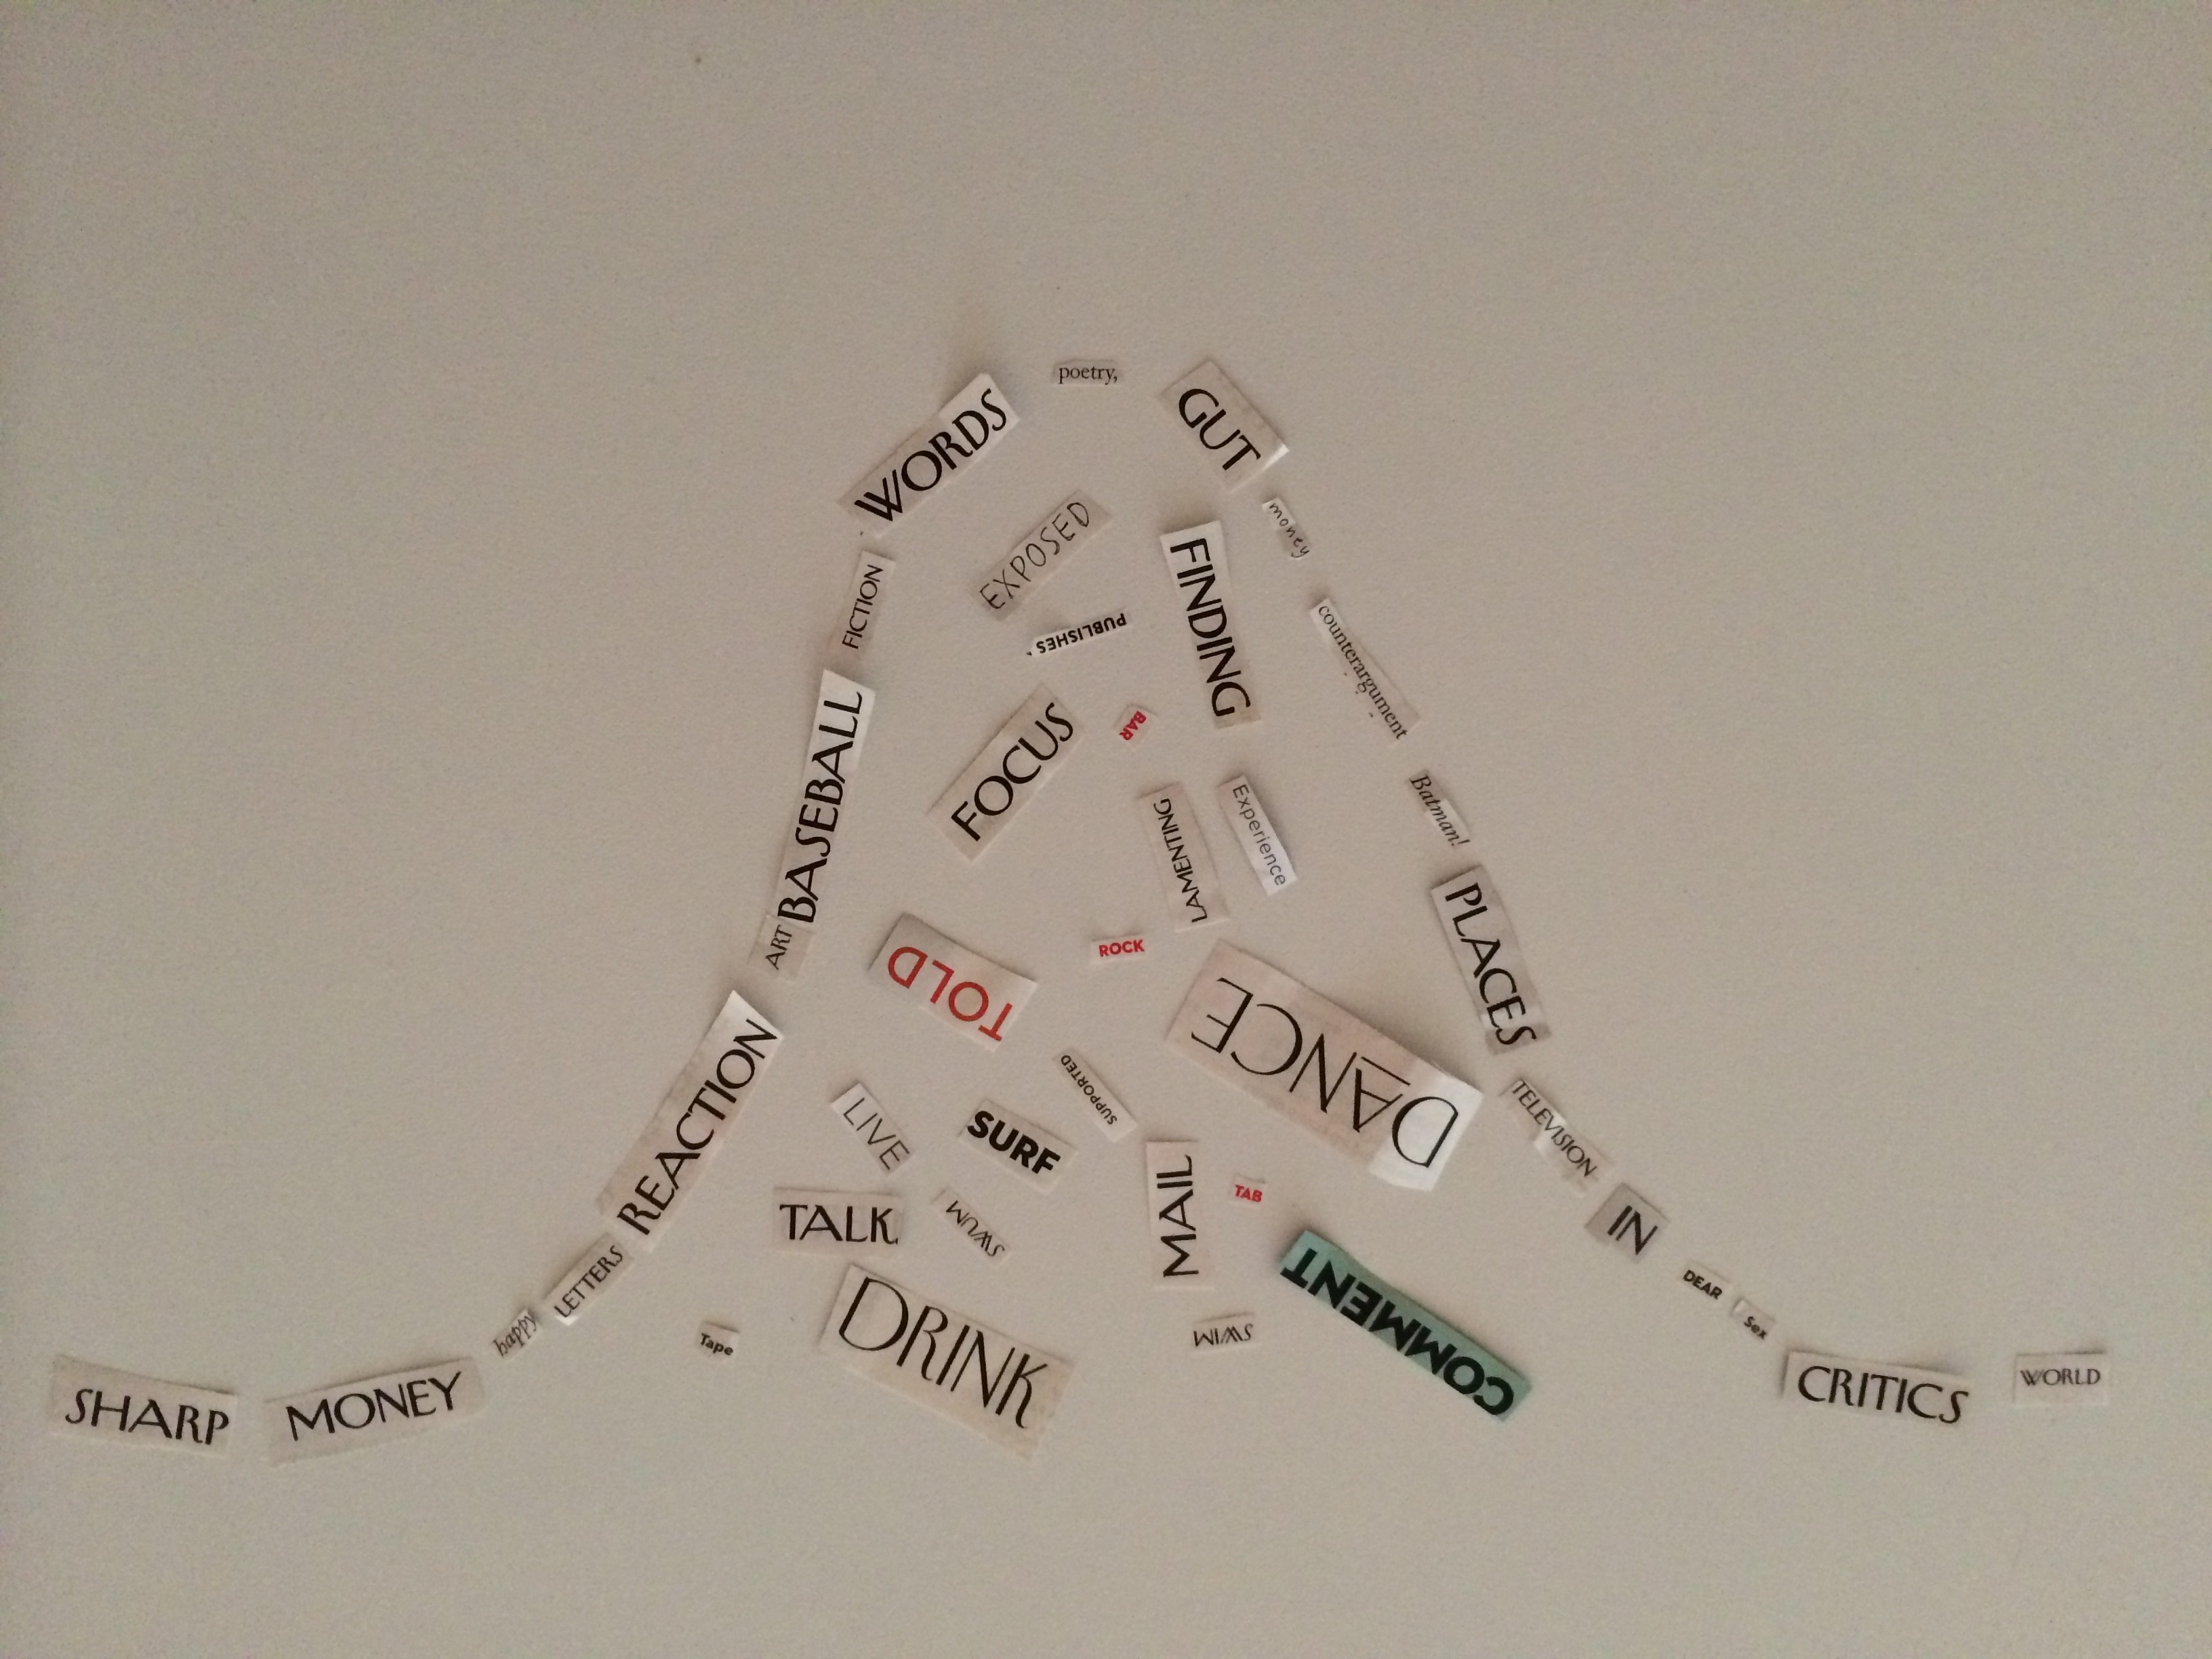 SHARP
MONEY
happy
LETTERS
REACTION
ART
BASEBALL
FICTION
WORDS
poetry,
GUT
money
counterargument
Batman!
PLACES
TELEVISION
IN
DEAR
Sex
CRITICS
WORLD
Tape
TALK
DRINK
LIVE
SWUM
SURF
TOLD
SUPPORTED
FOCUS
EXPOSED
PUBLISHES
ROCK
BAR
MAIL
LAMENTING
FINDING
SWIM
TAB
Experience
DANCE
COMMENT